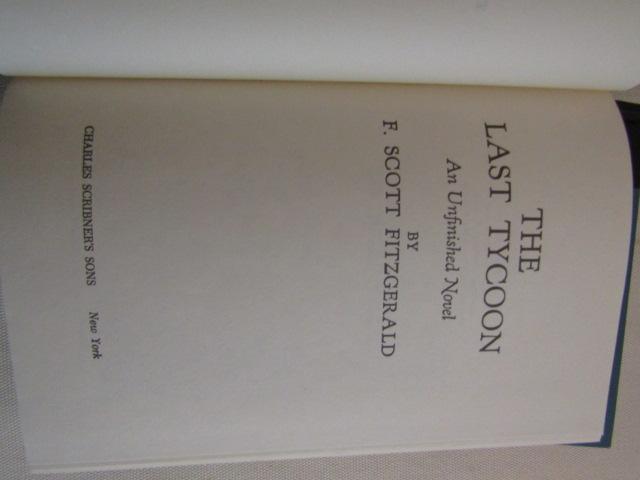 THE
LAST TYCOON
An Unfinished Novel
BY
F. SCOTT FITZGERALD
CHARLES SCRIBNER'S SONS New York